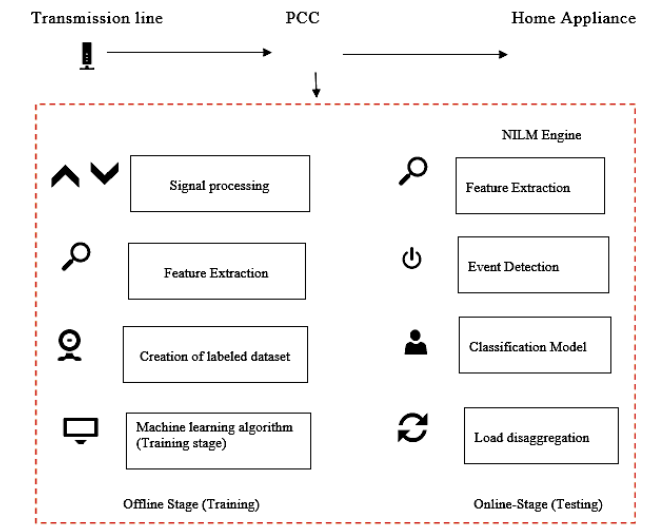 Transmission line
PCC
Home Appliance
NILM Engine
Signal processing
Feature Extraction
Creation of labeled dataset
Machine learning algorithm
(Training stage)
Offline Stage (Training)
Feature Extraction
Event Detection
Classification Model
Load disaggregation
Online-Stage (Testing)